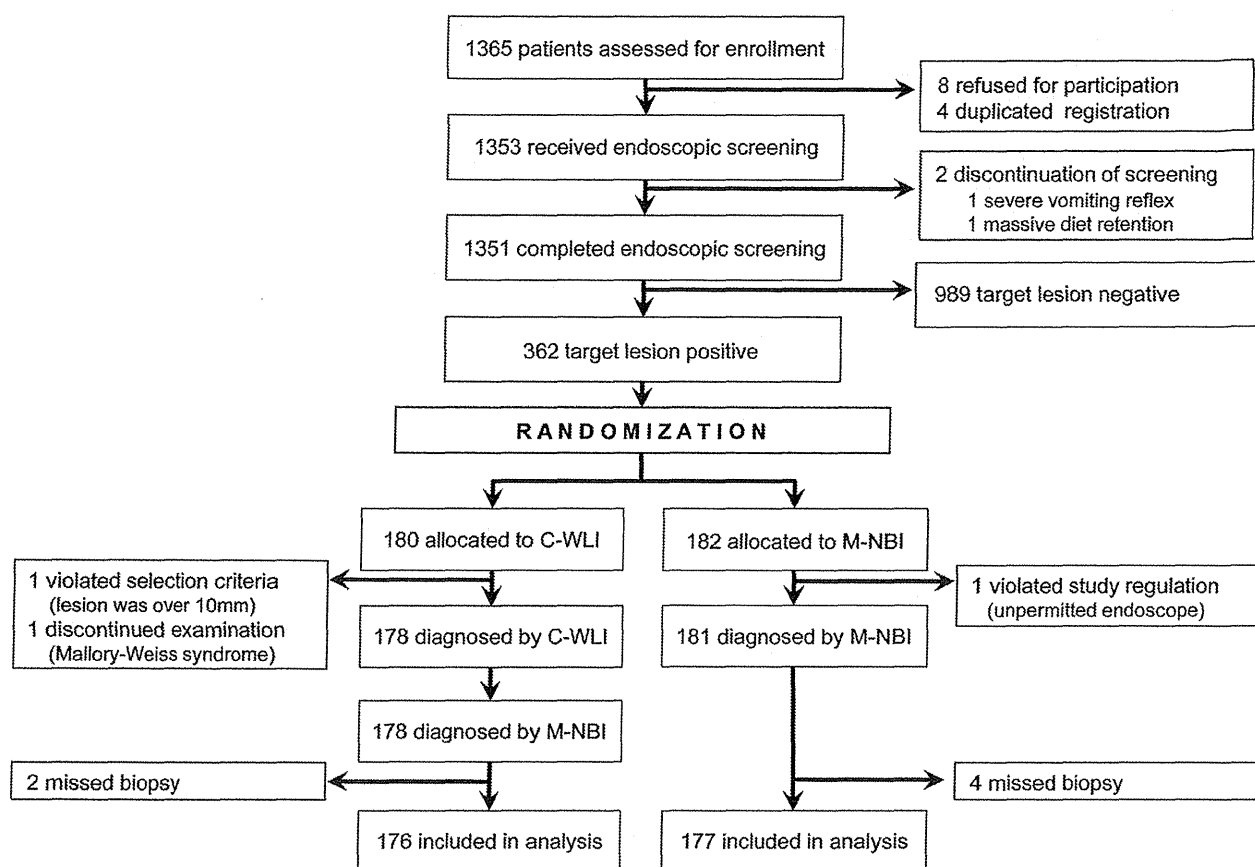 1365 patients assessed for enrollment
8 refused for participation
4 duplicated registration
1353 received endoscopic screening
2 discontinuation of screening
1 severe vomiting reflex
1 massive diet retention
1351 completed endoscopic screening
989 target lesion negative
362 target lesion positive
RANDOMIZATION
180 allocated to C-WLI
182 allocated to M-NBI
1 violated selection criteria
(lesion was over 10mm)
1 discontinued examination
(Mallory-Weiss syndrome)
1 violated study regulation
(unpermitted endoscope)
178 diagnosed by C-WLI
181 diagnosed by M-NBI
178 diagnosed by M-NBI
2 missed biopsy
4 missed biopsy
176 included in analysis
177 included in analysis